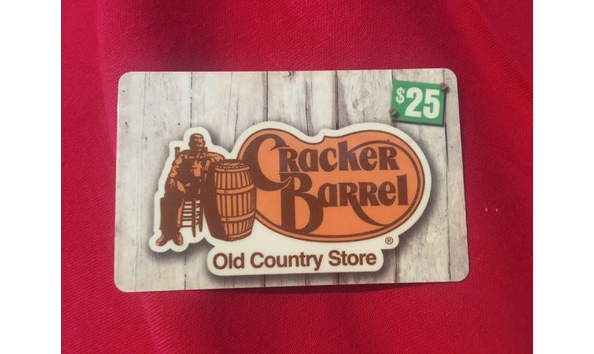 $25
Cracker
Barrel
®
Old Country Store